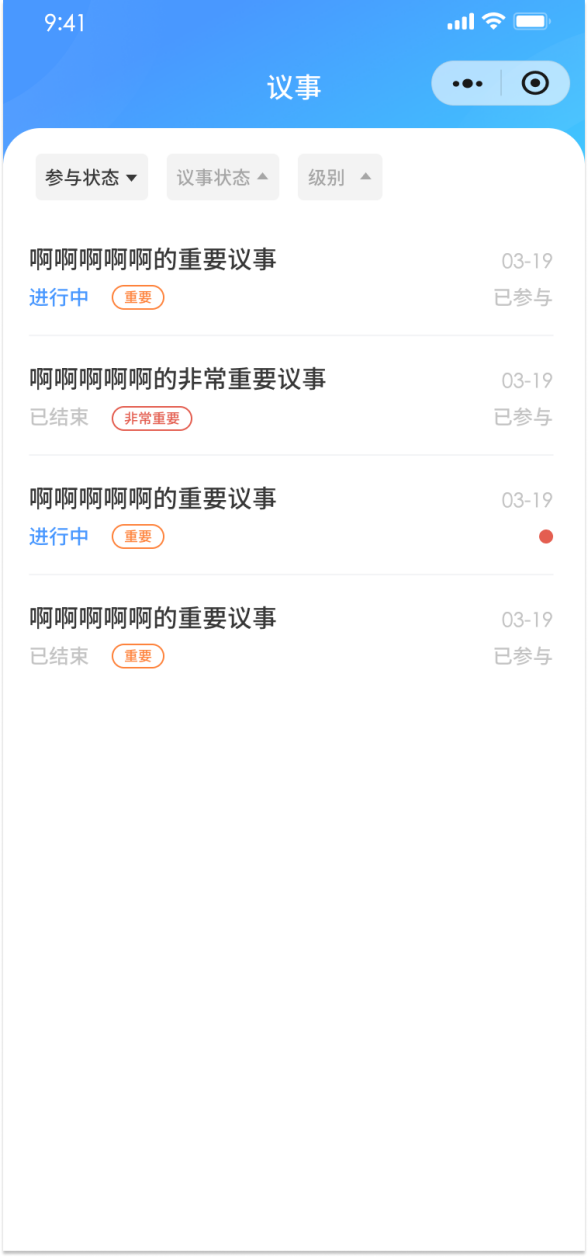 9:41
议事
参与状态 议事状态 级别
啊啊啊啊啊的重要议事 03-19
进行中 重要 已参与
啊啊啊啊啊的非常重要议事 03-19
已结束 非常重要 已参与
啊啊啊啊啊的重要议事 03-19
进行中 重要
啊啊啊啊啊的重要议事 03-19
已结束 重要 已参与